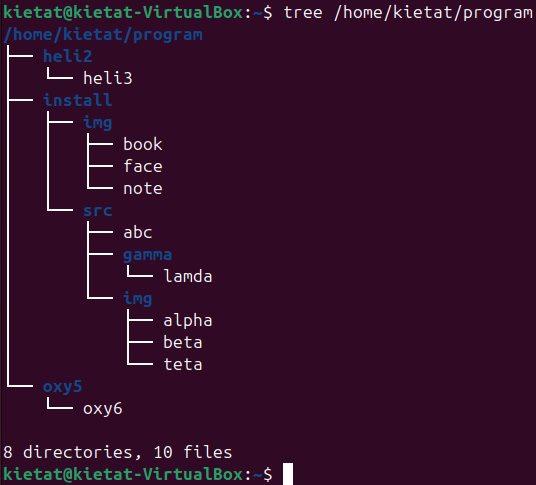 kietat@kietat-VirtualBox:~$ tree /home/kietat/program
/home/kietat/program
├── heli2
│   └── heli3
├── install
│   ├── img
│   │   ├── book
│   │   ├── face
│   │   └── note
│   └── src
│       ├── abc
│       ├── gamma
│       │   └── lamda
│       └── img
│           ├── alpha
│           ├── beta
│           └── teta
└── oxy5
    └── oxy6

8 directories, 10 files
kietat@kietat-VirtualBox:~$